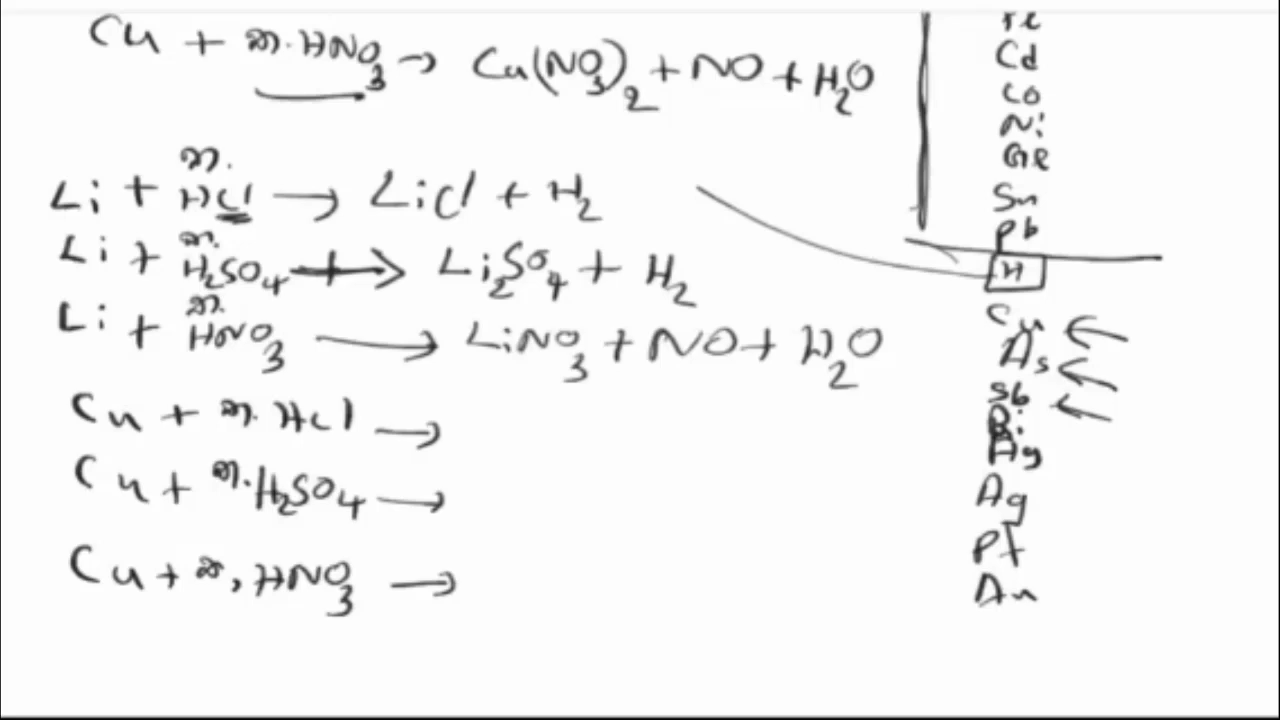 Cu + HNO₃ → Cu(NO₃)₂ + NO + H₂O
Li + HCl → LiCl + H₂
Li + H₂SO₄ → Li₂SO₄ + H₂
Li + HNO₃ → LiNO₃ + NO + H₂O
Cu + HCl →
Cu + H₂SO₄ →
Cu + HNO₃ →
Fe
Cd
Co
Ni
Sn
Pb
H
Cu
As
Sb
Bi
Hg
Ag
Pt
Au